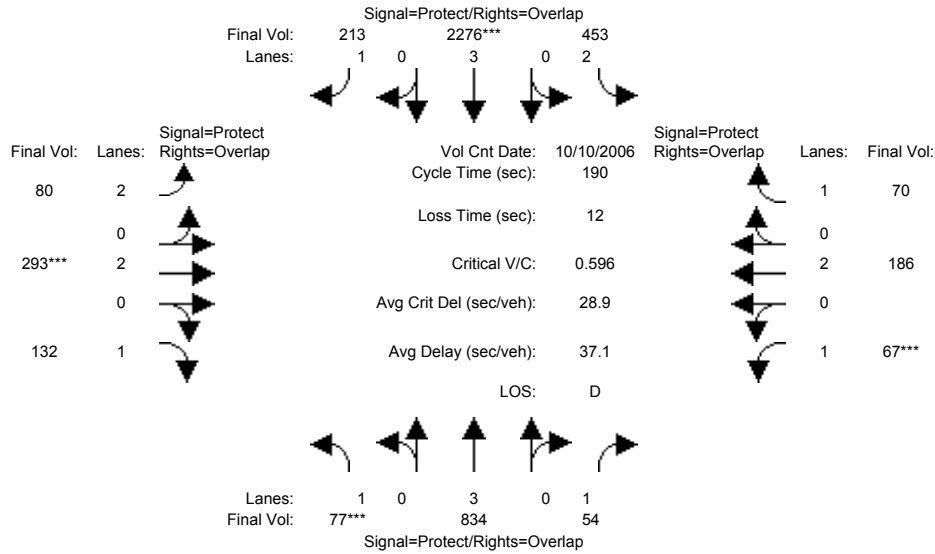 Signal=Protect/Rights=Overlap
Final Vol: 213 2276*** 453
Lanes: 1 0 3 0 2
Signal=Protect
Final Vol: Lanes: Rights=Overlap
Vol Cnt Date: 10/10/2006
Signal=Protect
Rights=Overlap Lanes: Final Vol:
Cycle Time (sec): 190
80 2
1 70
Loss Time (sec): 12
0
0
293*** 2
Critical V/C: 0.596
2 186
0
Avg Crit Del (sec/veh): 28.9
0
132 1
Avg Delay (sec/veh): 37.1
1 67***
LOS: D
Lanes: 1 0 3 0 1
Final Vol: 77*** 834 54
Signal=Protect/Rights=Overlap